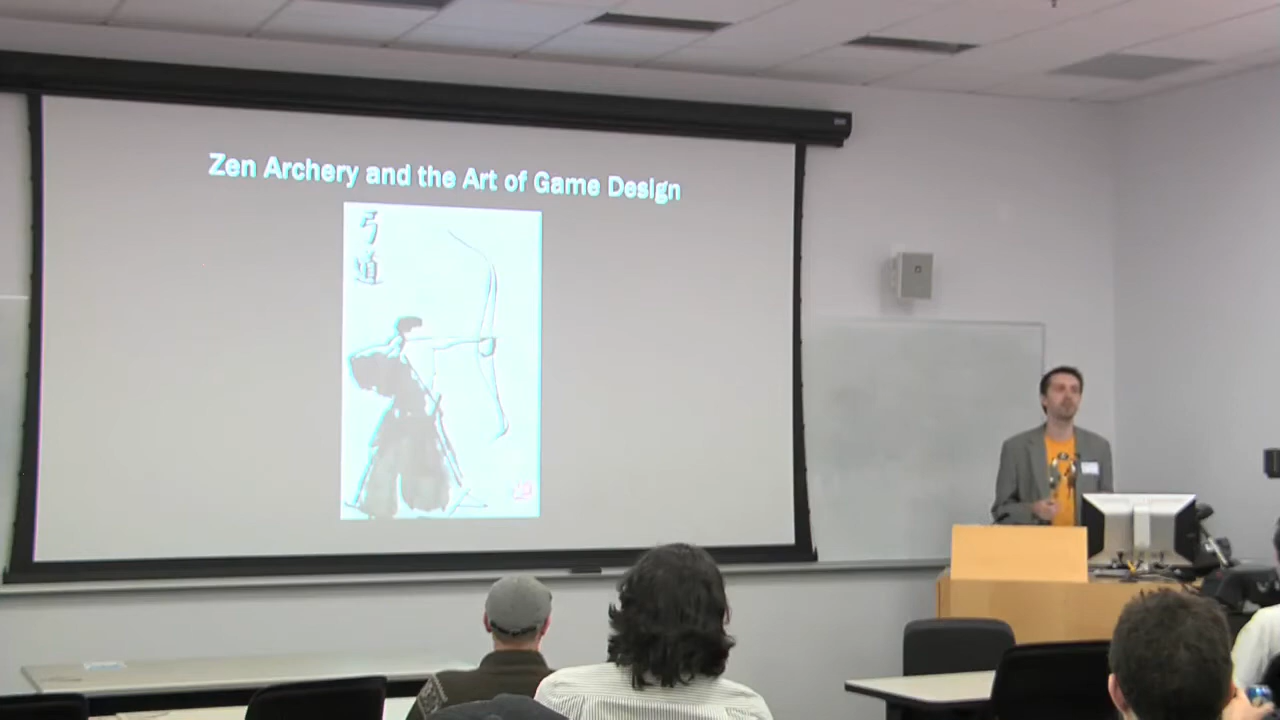 Zen Archery and the Art of Game Design
弓
道